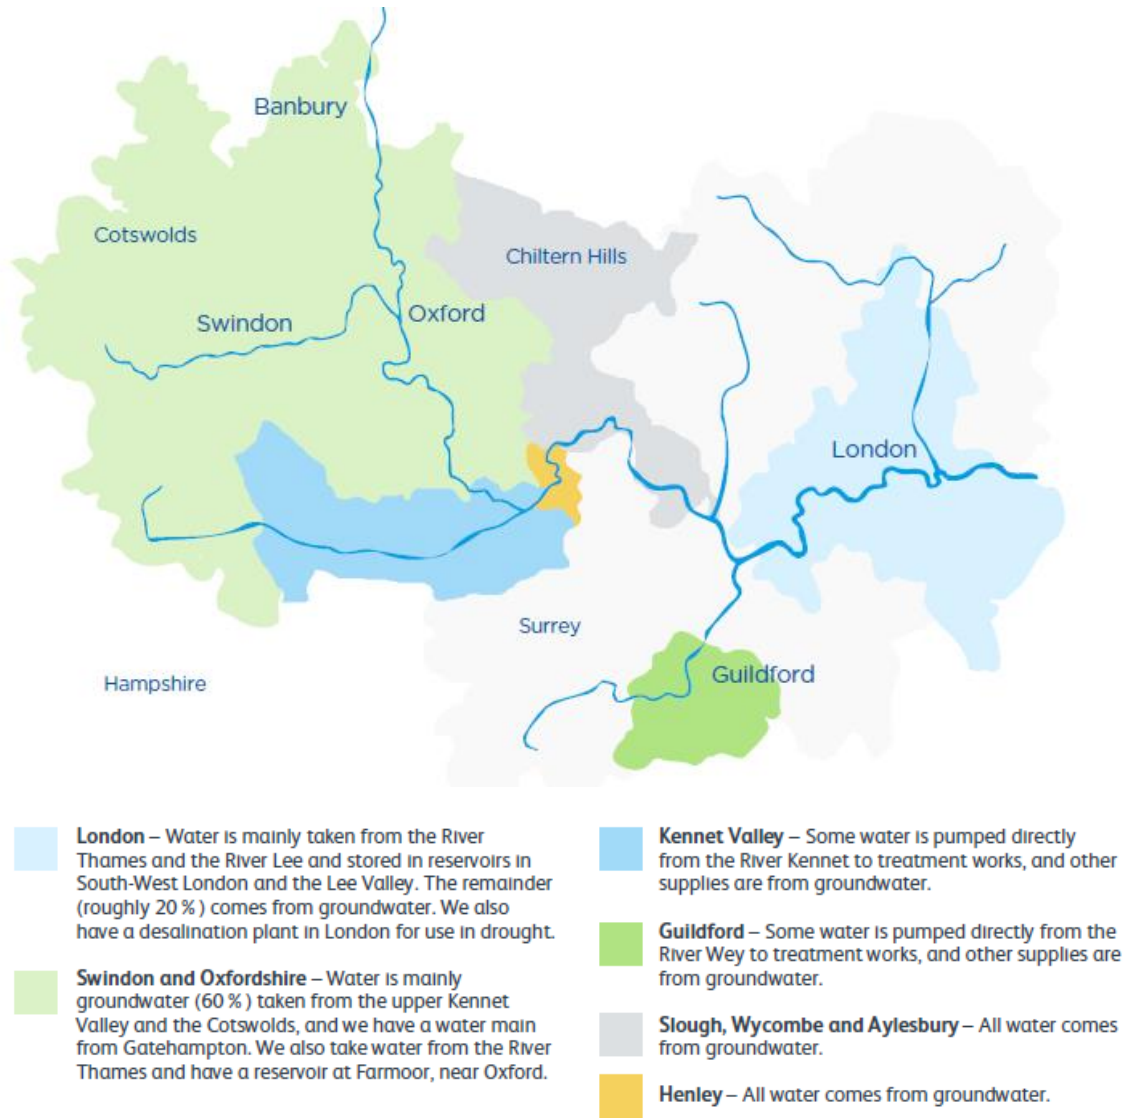 Banbury
Cotswolds
Chiltern Hills
Swindon
Oxford
London
Surrey
Guildford
Hampshire
London – Water is mainly taken from the River
Thames and the River Lee and stored in reservoirs in
South-West London and the Lee Valley. The remainder
(roughly 20 %) comes from groundwater. We also
have a desalination plant in London for use in drought.
Swindon and Oxfordshire – Water is mainly
groundwater (60 %) taken from the upper Kennet
Valley and the Cotswolds, and we have a water main
from Gatehampton. We also take water from the River
Thames and have a reservoir at Farmoor, near Oxford.
Kennet Valley – Some water is pumped directly
from the River Kennet to treatment works, and other
supplies are from groundwater.
Guildford – Some water is pumped directly from the
River Wey to treatment works, and other supplies are
from groundwater.
Slough, Wycombe and Aylesbury – All water comes
from groundwater.
Henley – All water comes from groundwater.